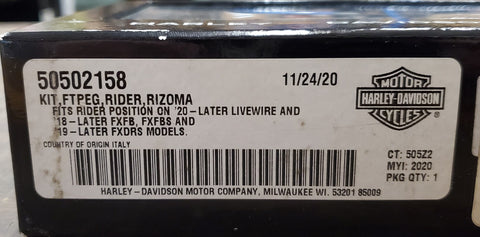 50502158
11/24/20
KIT,FTPEG,RIDER,RIZOMA
FITS RIDER POSITION ON '20-LATER LIVEWIRE AND
'18-LATER FXFB, FXFBS AND
'19-LATER FXDRS MODELS.
COUNTRY OF ORIGIN ITALY
MOTOR
HARLEY-DAVIDSON
CYCLES
CT: 505Z2
MYI: 2020
PKG QTY: 1
HARLEY-DAVIDSON MOTOR COMPANY, MILWAUKEE WI. 53201 85009